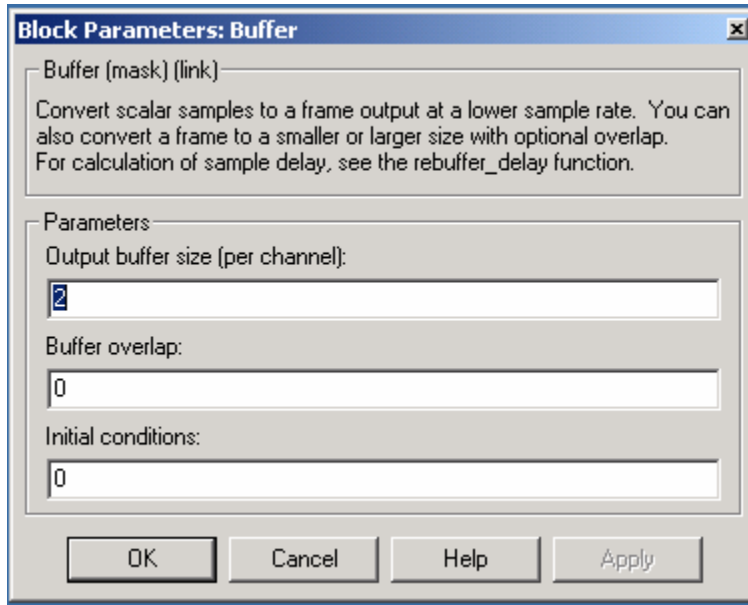 Block Parameters: Buffer
Buffer (mask) (link)
Convert scalar samples to a frame output at a lower sample rate.  You can
also convert a frame to a smaller or larger size with optional overlap.
For calculation of sample delay, see the rebuffer_delay function.
Parameters
Output buffer size (per channel):
2
Buffer overlap:
0
Initial conditions:
0
OK Cancel Help Apply